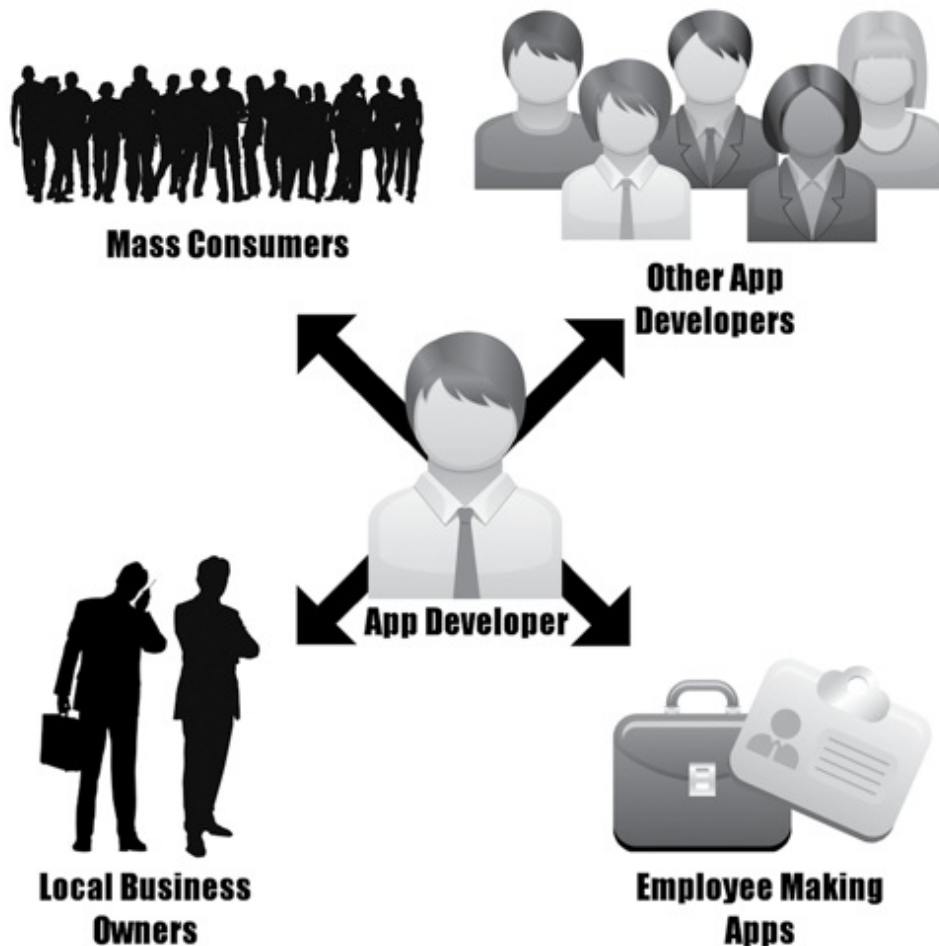 Mass Consumers
Other App
Developers
App Developer
Local Business
Owners
Employee Making
Apps